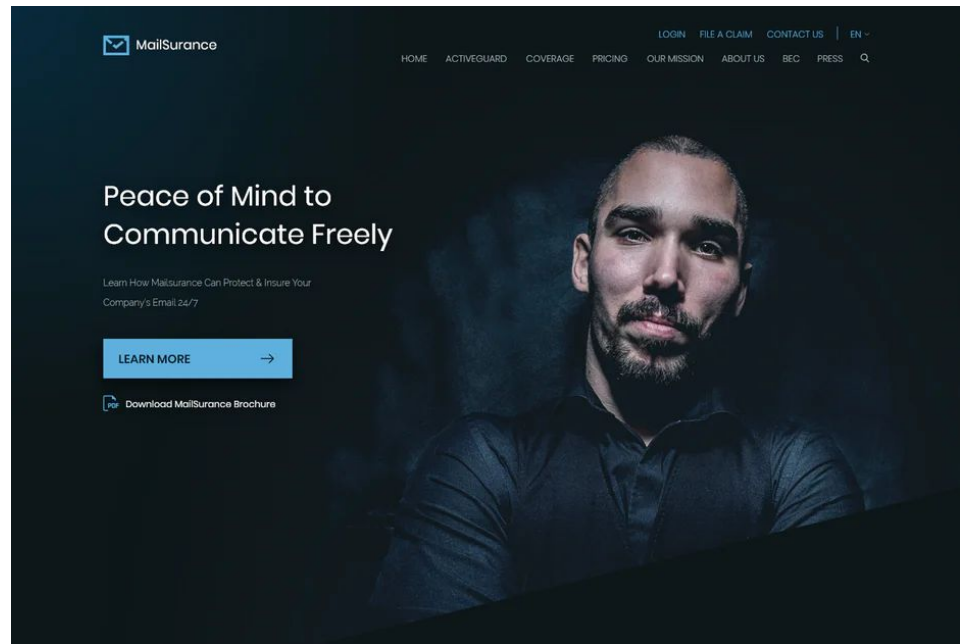 MailSurance
LOGIN FILE A CLAIM CONTACT US EN
HOME ACTIVEGUARD COVERAGE PRICING OUR MISSION ABOUT US BEC PRESS
Peace of Mind to
Communicate Freely
Learn How Mailsurance Can Protect & Insure Your
Company's Email 24/7
LEARN MORE
PDF Download MailSurance Brochure